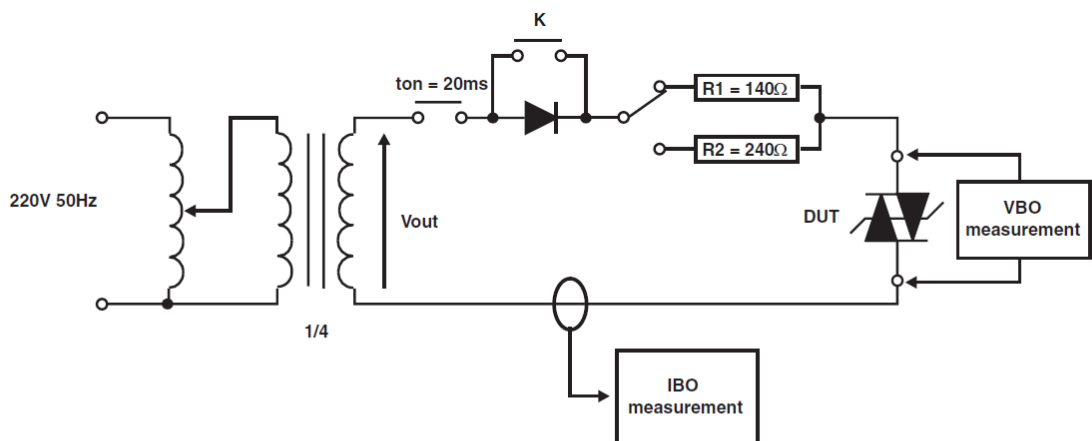 K
ton = 20ms
R1 = 140Ω
R2 = 240Ω
220V 50Hz
Vout
DUT
VBO
measurement
1/4
IBO
measurement